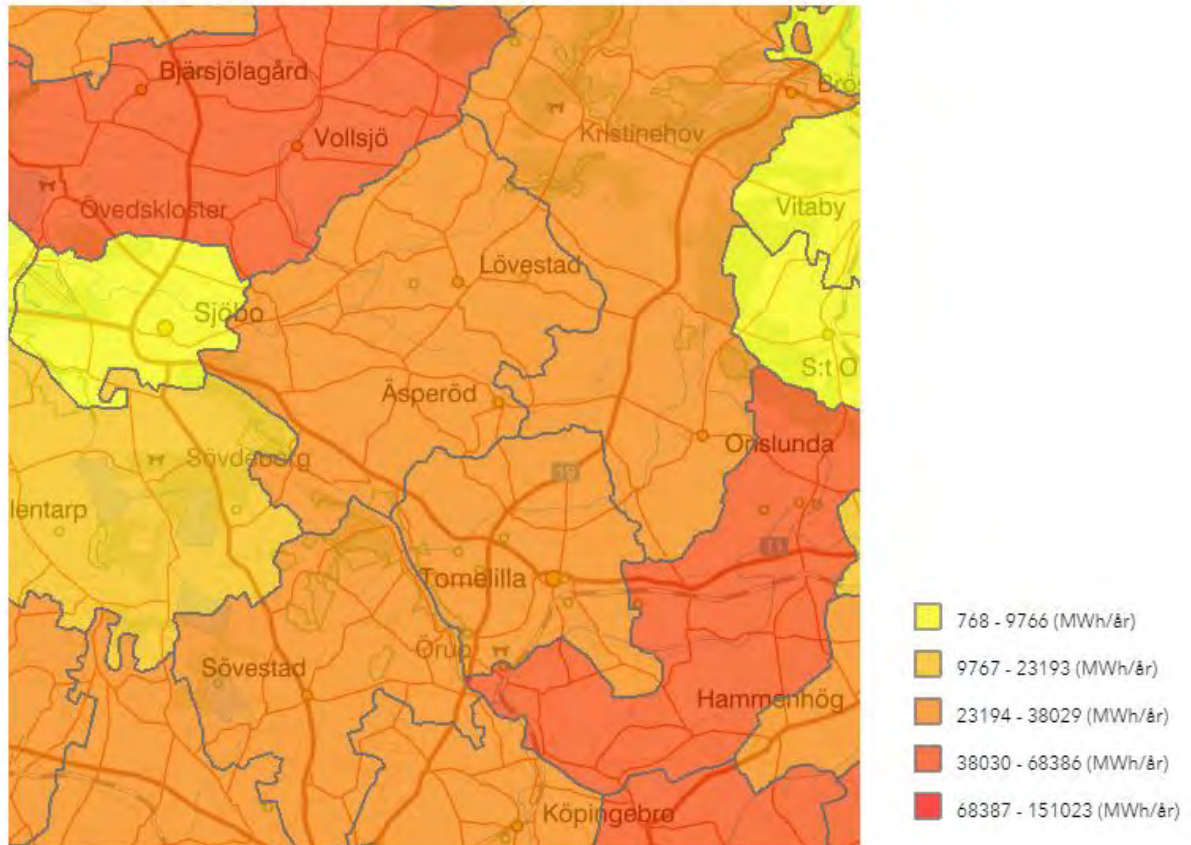 Bjärsjölagård
Vollsjö
Kristinehov
Övedskloster
Vitaby
Lövestad
Sjöbo
S:t O
Äsperöd
Onslunda
Sövdeborg
19
lentarp
11
Tomelilla
Örup
Sövestad
Hammenhög
Köpingebro
768 - 9766 (MWh/år)
9767 - 23193 (MWh/år)
23194 - 38029 (MWh/år)
38030 - 68386 (MWh/år)
68387 - 151023 (MWh/år)